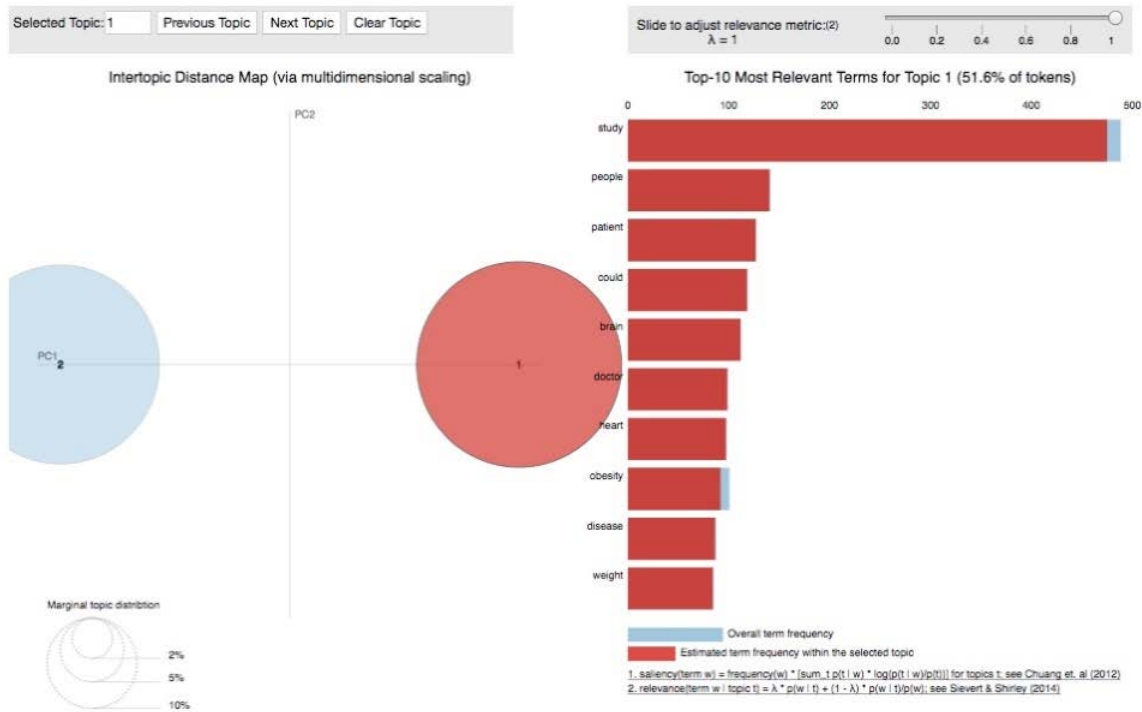 Selected Topic: 1 Previous Topic Next Topic Clear Topic
Slide to adjust relevance metric:(2)
λ = 1
0.0 0.2 0.4 0.6 0.8 1
Intertopic Distance Map (via multidimensional scaling)
PC2
PC1
2
1
Marginal topic distribtion
2%
5%
10%
Top-10 Most Relevant Terms for Topic 1 (51.6% of tokens)
0 100 200 300 400 500
study
people
patient
could
brain
doctor
heart
obesity
disease
weight
Overall term frequency
Estimated term frequency within the selected topic
1. saliency(term w) = frequency(w) * [sum_t p(t | w) * log(p(t | w)/p(t))] for topics t; see Chuang et. al (2012)
2. relevance(term w | topic t) = λ * p(w | t) + (1 - λ) * p(w | t)/p(w); see Sievert & Shirley (2014)